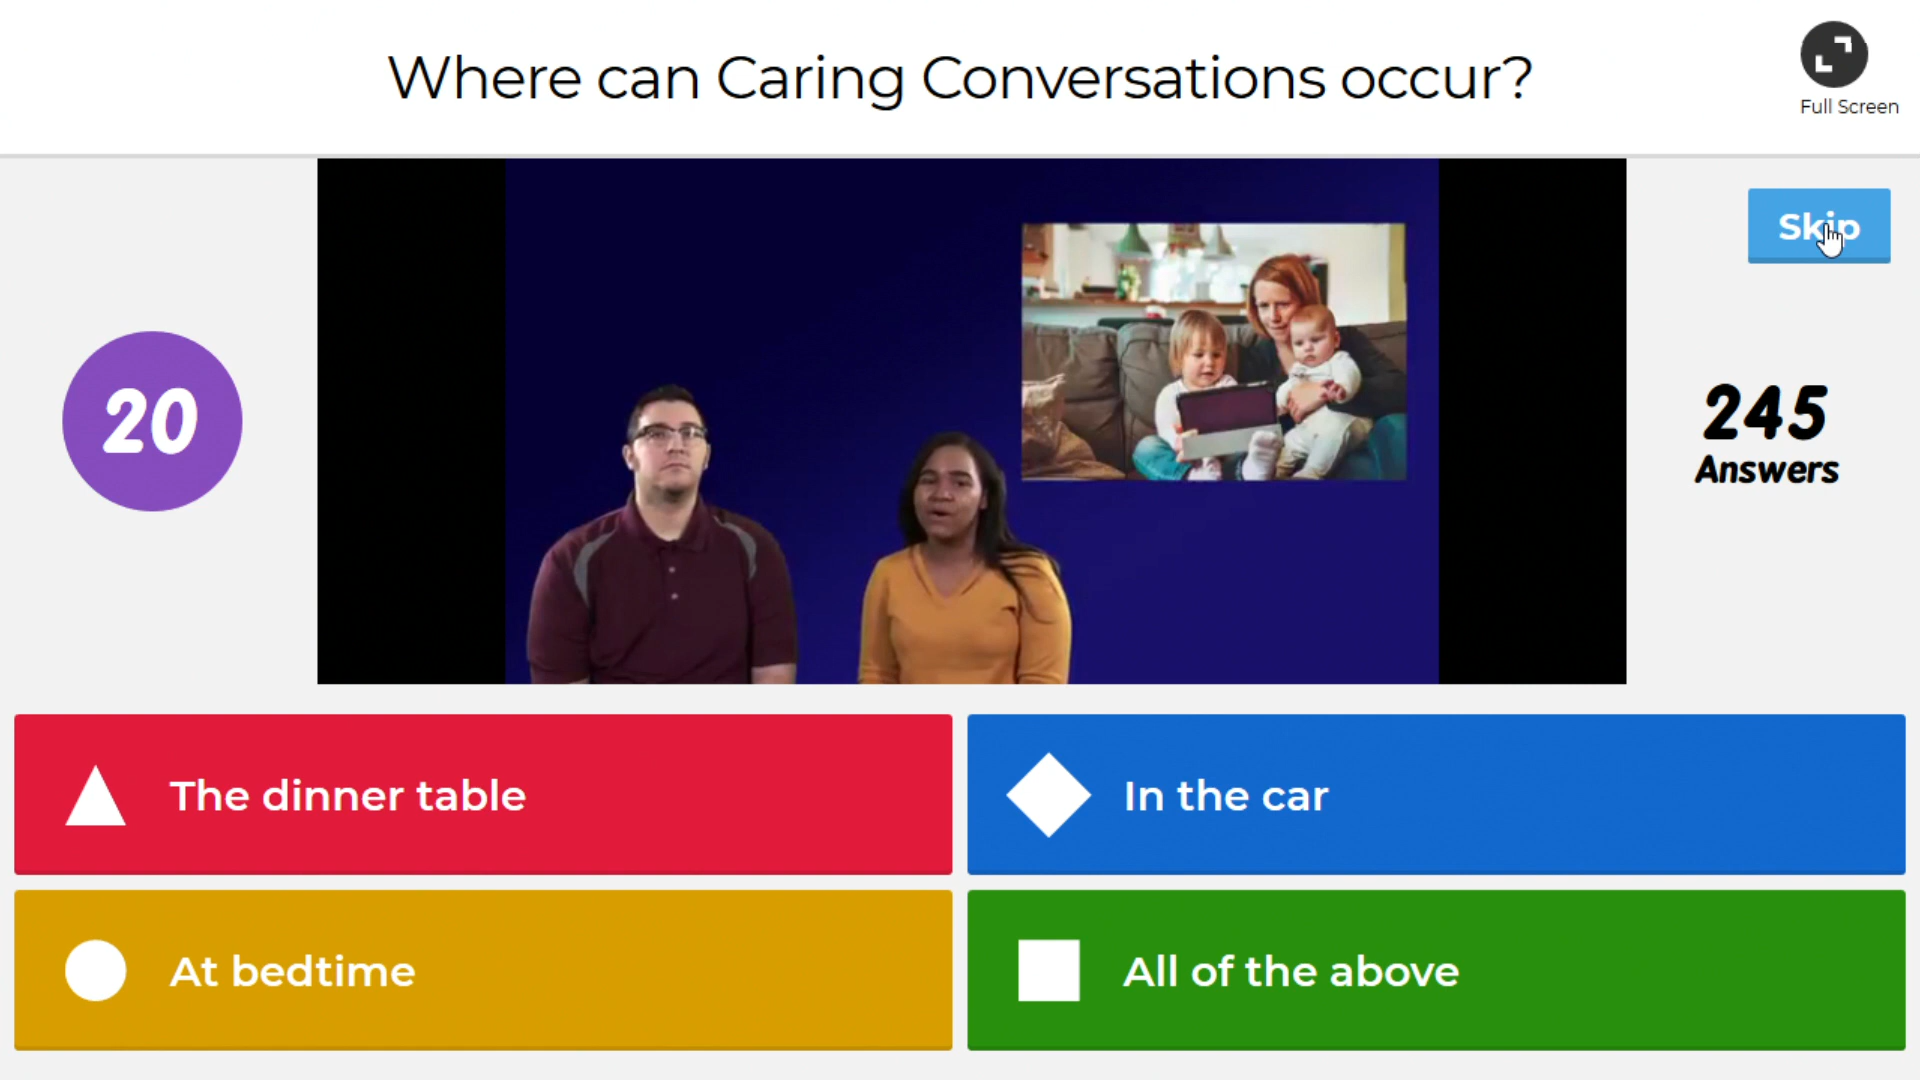 Where can Caring Conversations occur?
Full Screen
Skip
20
245
Answers
The dinner table
In the car
At bedtime
All of the above